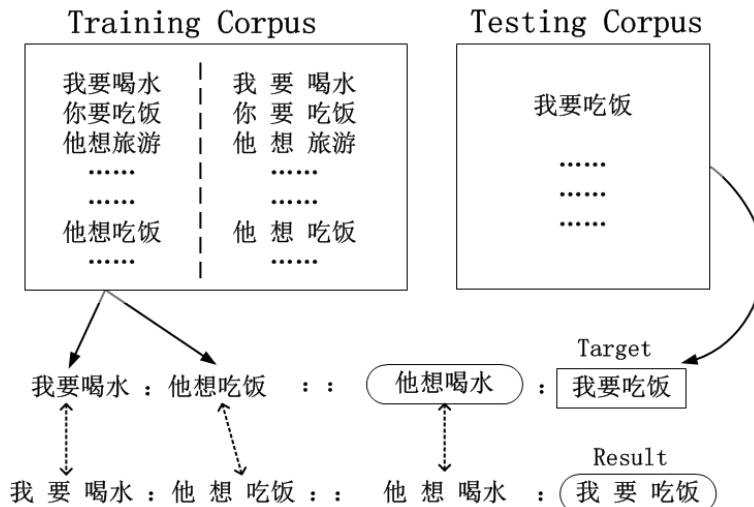 Training Corpus
我要喝水 我 要 喝水
你要吃饭 你 要 吃饭
他想旅游 他 想 旅游
…… ……
…… ……
他想吃饭 他 想 吃饭
…… ……
Testing Corpus
我要吃饭
……
……
……
Target
我要喝水 : 他想吃饭 : : 他想喝水 : 我要吃饭
Result
我 要 喝水 : 他 想 吃饭 : : 他 想 喝水 : 我 要 吃饭